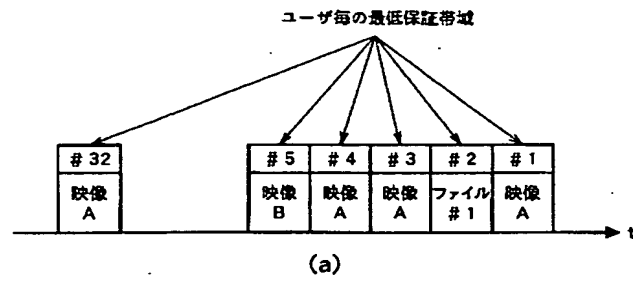 ユーザ毎の最低保証帯域
#32 #5 #4 #3 #2 #1
映像 映像 映像 映像 ファイル 映像
A B A A #1 A
t
(a)